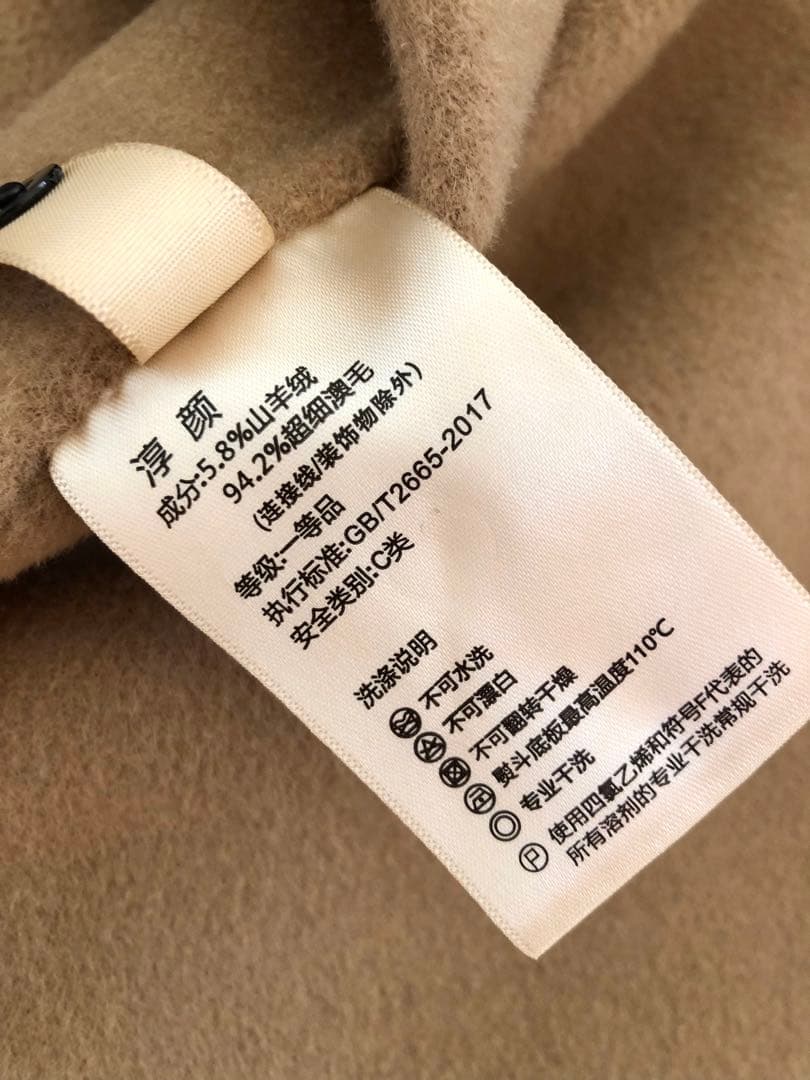 淳颜
成分:5.8%山羊绒
94.2%超细澳毛
(连接线/装饰物除外)
等级:一等品
执行标准:GB/T2665-2017
安全类别:C类
洗涤说明
不可水洗
不可漂白
不可翻转干燥
熨斗底板最高温度110℃
专业干洗
P 使用四氯乙烯和符号F代表的
所有溶剂的专业干洗常规干洗